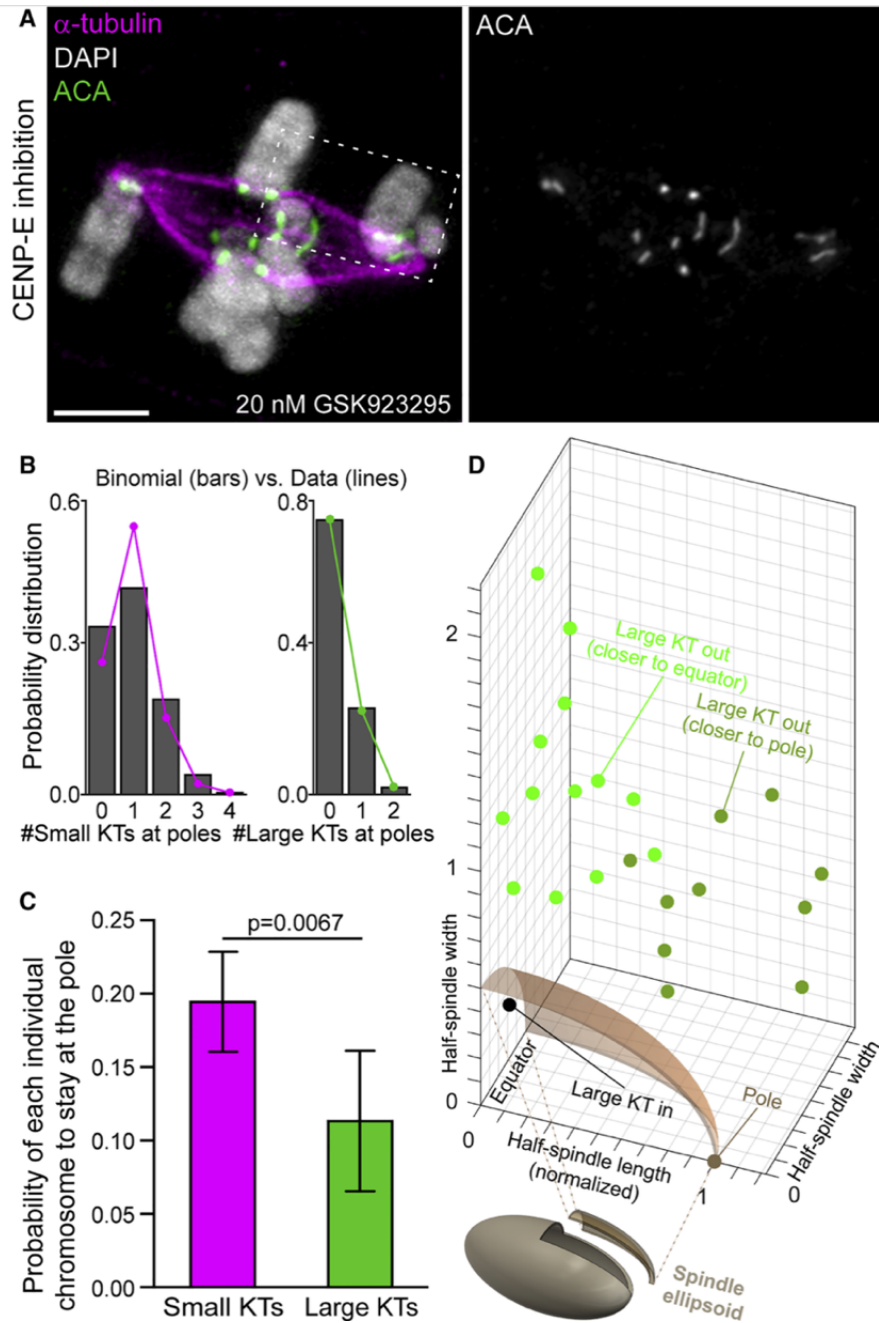 A
α-tubulin
DAPI
ACA
ACA
CENP-E inhibition
20 nM GSK923295
B
Binomial (bars) vs. Data (lines)
Probability distribution
0.6
0.3
0.0
0 1 2 3 4
#Small KTs at poles
0.8
0.4
0.0
0 1 2
#Large KTs at poles
C
Probability of each individual
chromosome to stay at the pole
0.25
0.20
0.15
0.10
0.05
0.00
p=0.0067
Small KTs
Large KTs
D
2
1
0
Half-spindle width
Large KT out
(closer to equator)
Large KT out
(closer to pole)
Equator
Large KT in
Pole
0
Half-spindle length
(normalized)
1
0
Half-spindle width
Spindle
ellipsoid